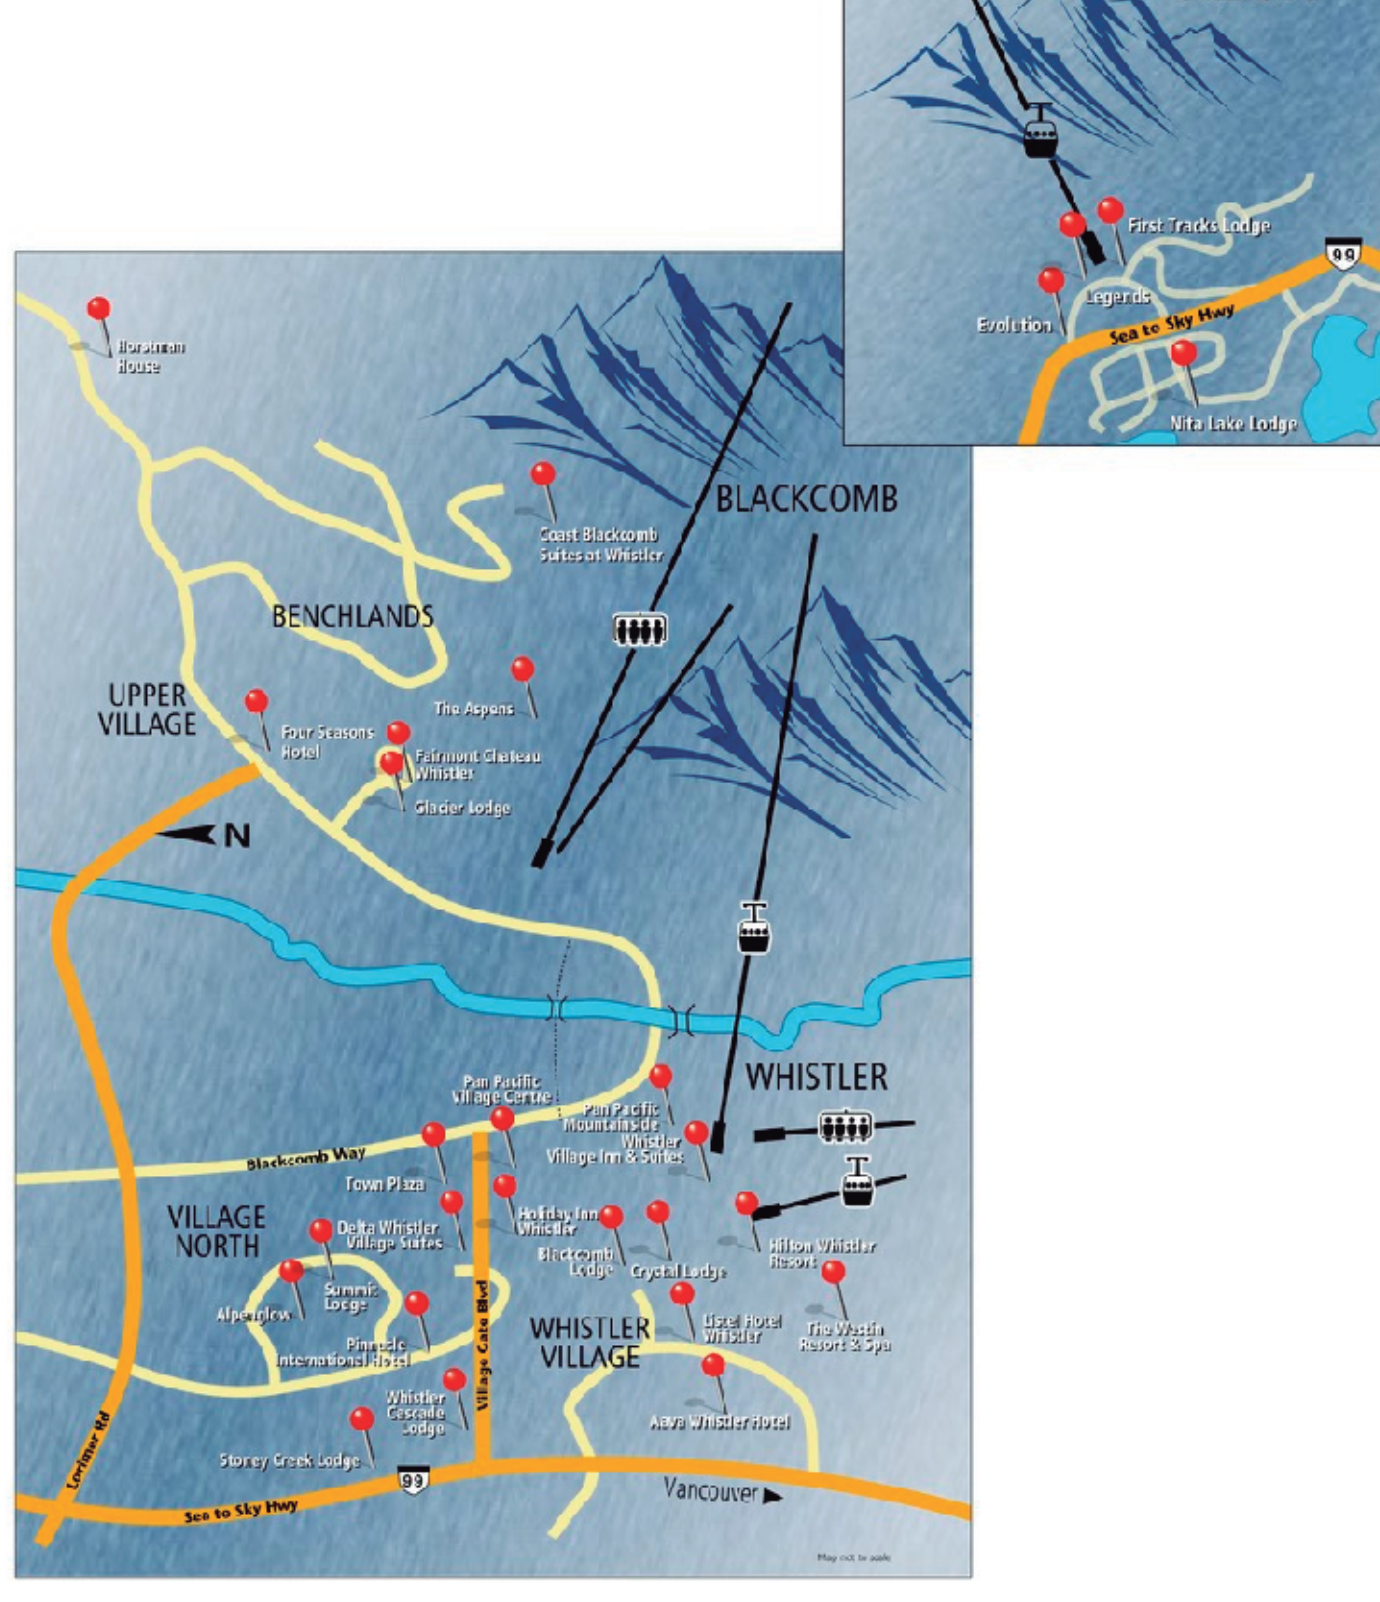 First Tracks Lodge
99
Legends
Evolution
Sea to Sky Hwy
Nita Lake Lodge
Horstman
House
BLACKCOMB
Coast Blackcomb
Suites at Whistler
BENCHLANDS
UPPER
VILLAGE
The Aspens
Four Seasons
Hotel
Fairmont Chateau
Whistler
Glacier Lodge
N
WHISTLER
Pan Pacific
Village Centre
Pan Pacific
Mountainside
Whistler
Village Inn & Suites
Blackcomb Way
Town Plaza
VILLAGE
NORTH
Delta Whistler
Village Suites
Holiday Inn
Whistler
Blackcomb
Lodge
Crystal Lodge
Hilton Whistler
Resort
Summit
Lodge
Alpenglow
Pinnacle
International Hotel
Village Gate Blvd
WHISTLER
VILLAGE
Listel Hotel
Whistler
The Westin
Resort & Spa
Whistler
Cascade
Lodge
Aava Whistler Hotel
Stoney Creek Lodge
Lorimer Rd
99
Sea to Sky Hwy
Vancouver
May not to scale